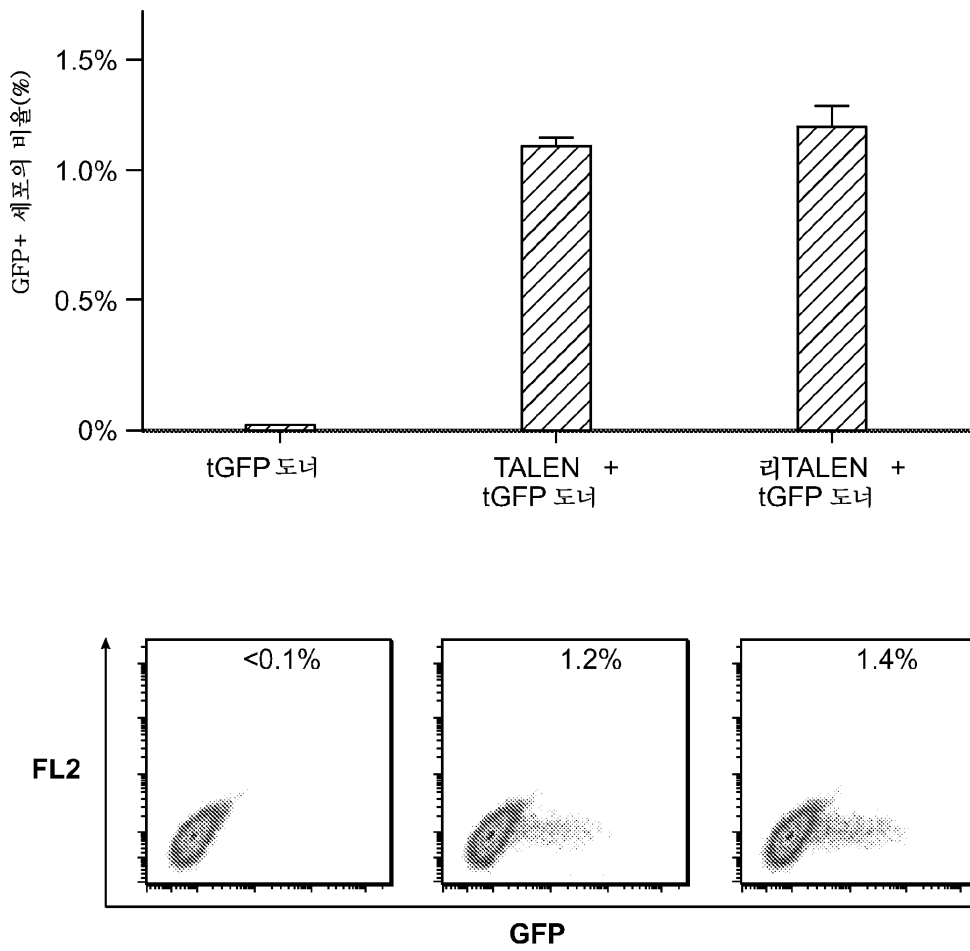 GFP+ 세포의 비율(%)
1.5%
1.0%
0.5%
0%
tGFP 도너
TALEN +
tGFP 도너
리TALEN +
tGFP 도너
<0.1%
1.2%
1.4%
FL2
GFP